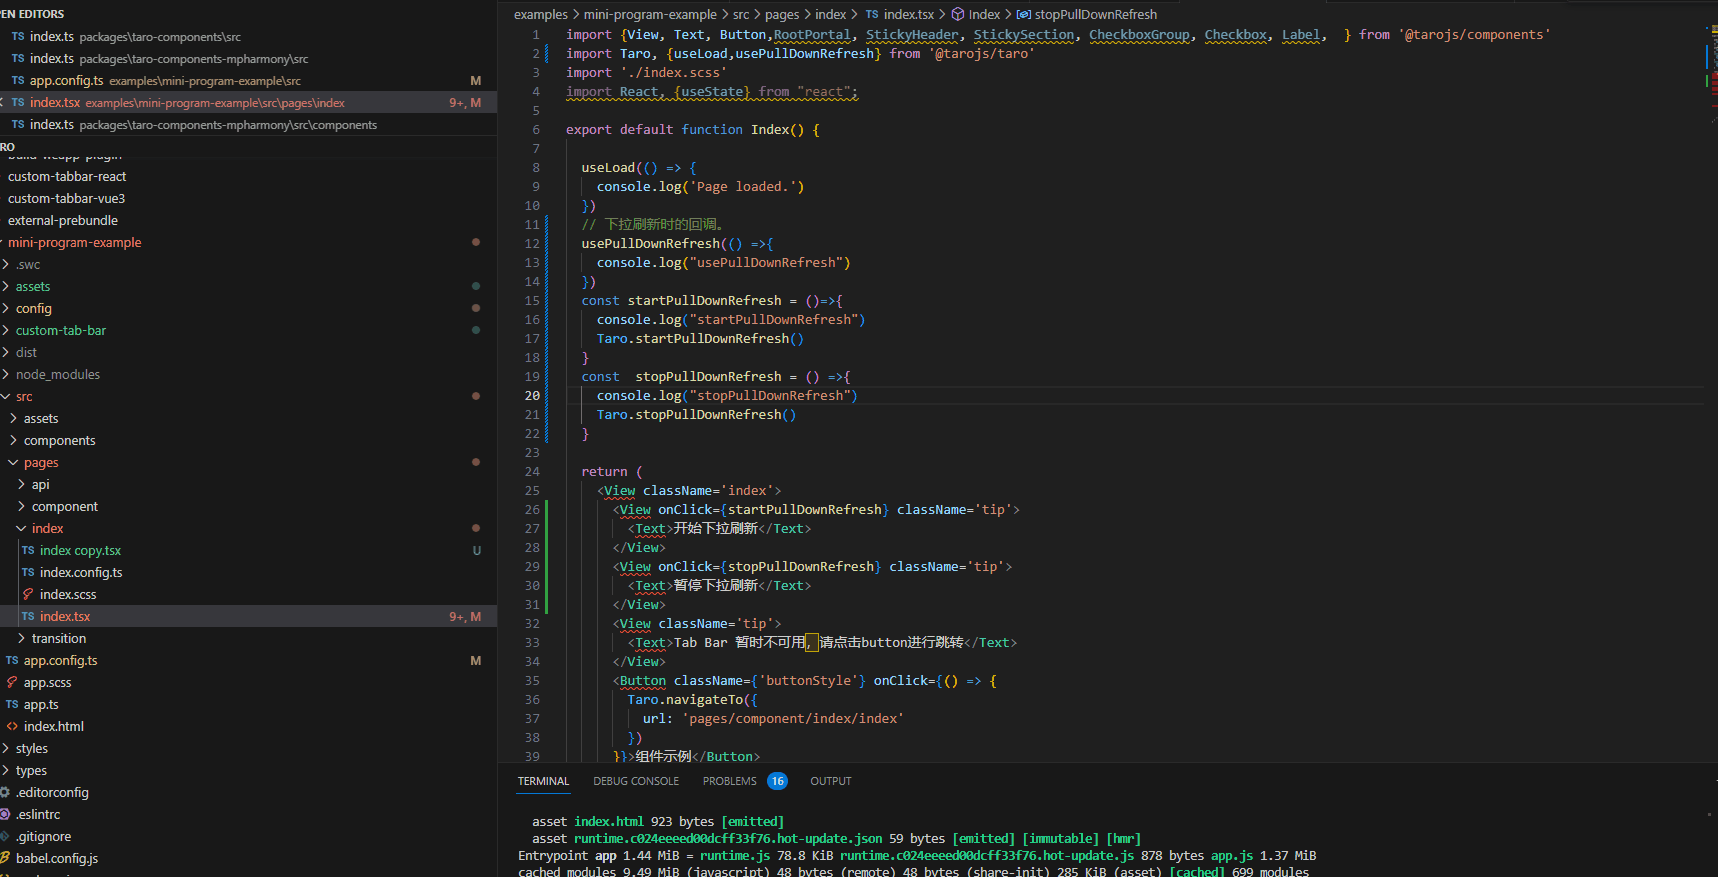 EN EDITORS
TS index.ts packages\taro-components\src
TS index.ts packages\taro-components-mpharmony\src
TS app.config.ts examples\mini-program-example\src M
TS index.tsx examples\mini-program-example\src\pages\index 9+, M
TS index.ts packages\taro-components-mpharmony\src\components
RO
build-weapp-plugin
custom-tabbar-react
custom-tabbar-vue3
external-prebundle
mini-program-example
.swc
assets
config
custom-tab-bar
dist
node_modules
src
assets
components
pages
api
component
index
TS index copy.tsx U
TS index.config.ts
index.scss
TS index.tsx 9+, M
transition
TS app.config.ts M
app.scss
TS app.ts
<> index.html
styles
types
.editorconfig
.eslintrc
.gitignore
babel.config.js
examples > mini-program-example > src > pages > index > TS index.tsx > Index > stopPullDownRefresh
1 import {View, Text, Button,RootPortal, StickyHeader, StickySection, CheckboxGroup, Checkbox, Label,  } from '@tarojs/components'
2 import Taro, {useLoad,usePullDownRefresh} from '@tarojs/taro'
3 import './index.scss'
4 import React, {useState} from "react";
5
6 export default function Index() {
7
8 useLoad(() => {
9 console.log('Page loaded.')
10 })
11 // 下拉刷新时的回调。
12 usePullDownRefresh(() =>{
13 console.log("usePullDownRefresh")
14 })
15 const startPullDownRefresh = ()=>{
16 console.log("startPullDownRefresh")
17 Taro.startPullDownRefresh()
18 }
19 const  stopPullDownRefresh = () =>{
20 console.log("stopPullDownRefresh")
21 Taro.stopPullDownRefresh()
22 }
23
24 return (
25 <View className='index'>
26 <View onClick={startPullDownRefresh} className='tip'>
27 <Text>开始下拉刷新</Text>
28 </View>
29 <View onClick={stopPullDownRefresh} className='tip'>
30 <Text>暂停下拉刷新</Text>
31 </View>
32 <View className='tip'>
33 <Text>Tab Bar 暂时不可用，请点击button进行跳转</Text>
34 </View>
35 <Button className={'buttonStyle'} onClick={() => {
36 Taro.navigateTo({
37 url: 'pages/component/index/index'
38 })
39 }}>组件示例</Button>
TERMINAL DEBUG CONSOLE PROBLEMS 16 OUTPUT
asset index.html 923 bytes [emitted]
asset runtime.c024eeeed00dcff33f76.hot-update.json 59 bytes [emitted] [immutable] [hmr]
Entrypoint app 1.44 MiB = runtime.js 78.8 KiB runtime.c024eeeed00dcff33f76.hot-update.js 878 bytes app.js 1.37 MiB
cached modules 9.49 MiB (javascript) 48 bytes (remote) 48 bytes (share-init) 285 KiB (asset) [cached] 699 modules